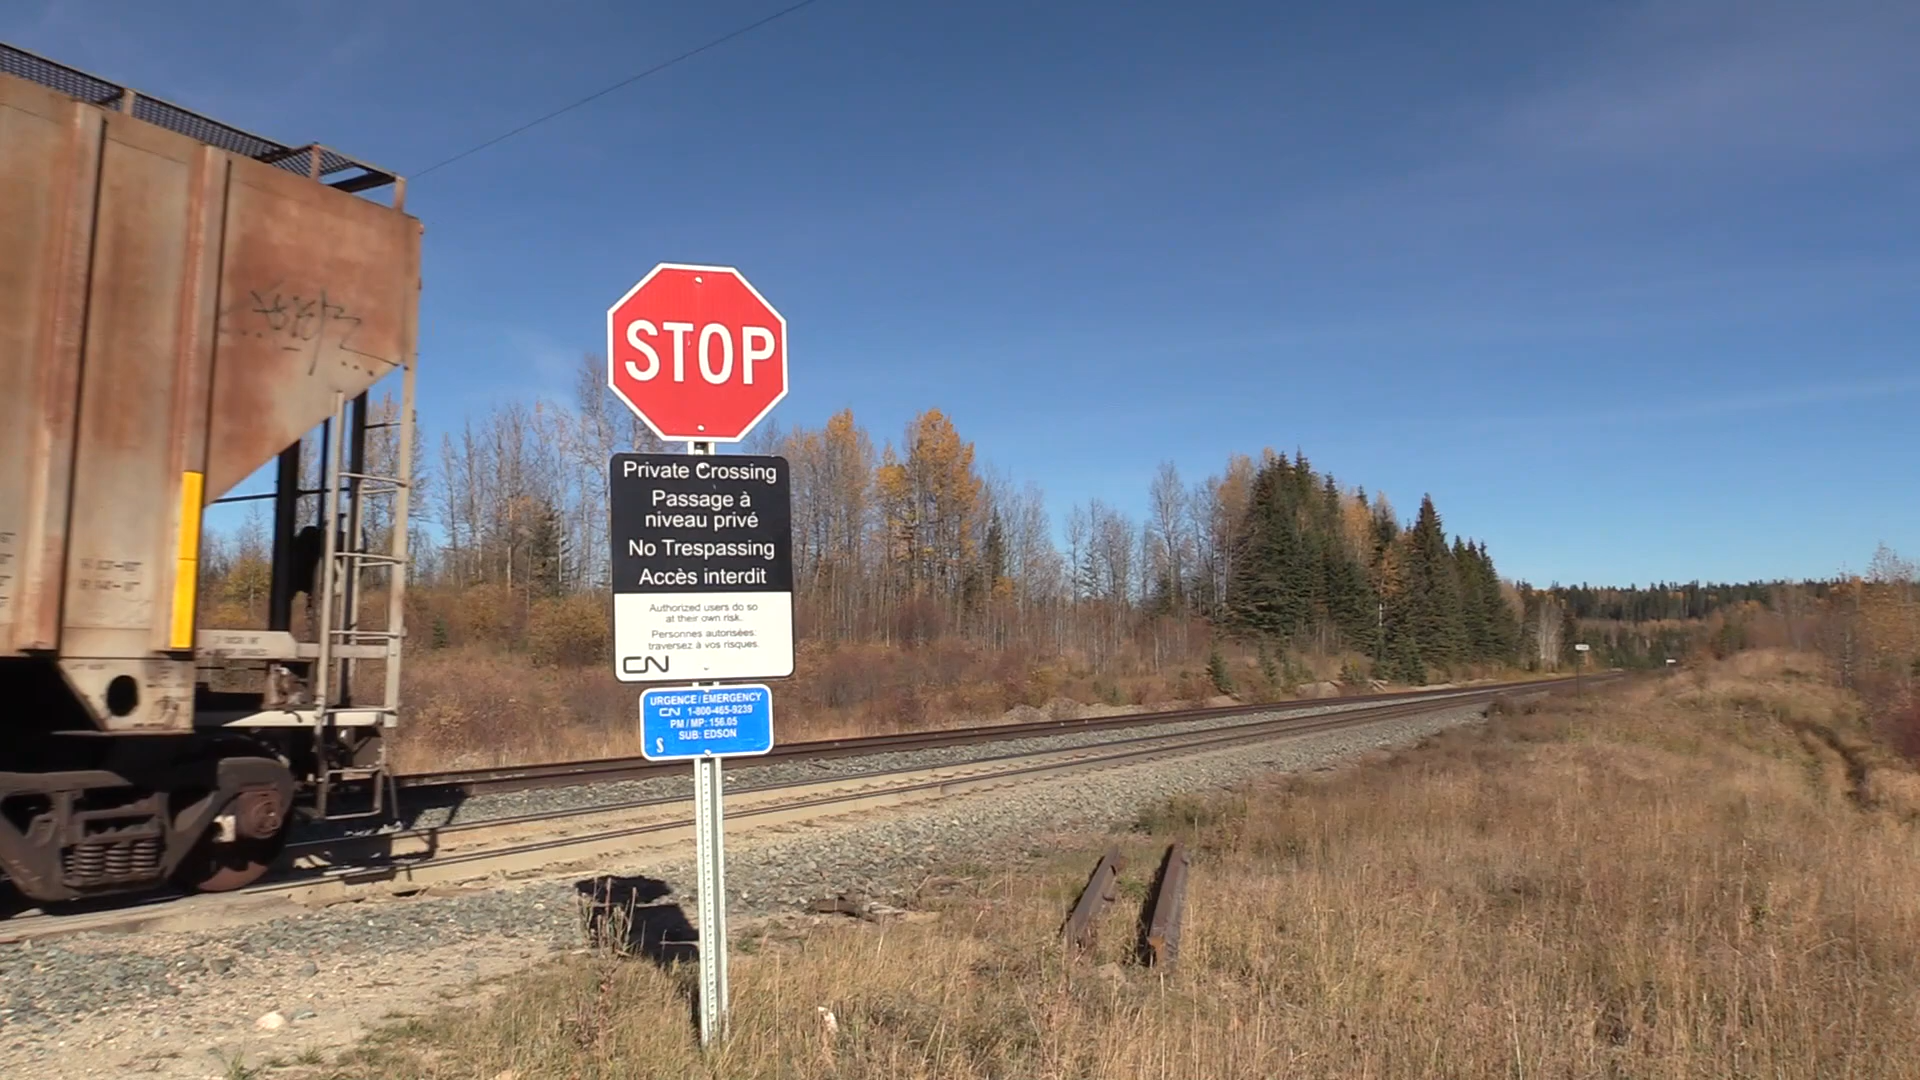 STOP
Private Crossing
Passage à
niveau privé
No Trespassing
Accès interdit
Authorized users do so
at their own risk.
Personnes autorisées:
traversez à vos risques.
CN
URGENCE / EMERGENCY
CN 1-800-465-9239
PM / MP: 156.05
SUB: EDSON
S